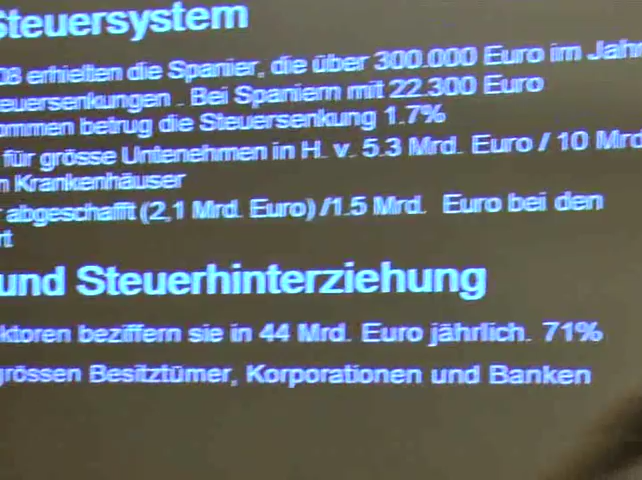 Steuersystem
08 erhielten die Spanier, die über 300.000 Euro im Jahr
euersenkungen . Bei Spaniern mit 22.300 Euro
ommen betrug die Steuersenkung 1.7%
für grösse Untenehmen in H. v. 5.3 Mrd. Euro / 10 Mrd
n Krankenhäuser
abgeschafft (2,1 Mrd. Euro) /1.5 Mrd. Euro bei den
rt
und Steuerhinterziehung
ktoren beziffern sie in 44 Mrd. Euro jährlich. 71%
grössen Besitztümer, Korporationen und Banken